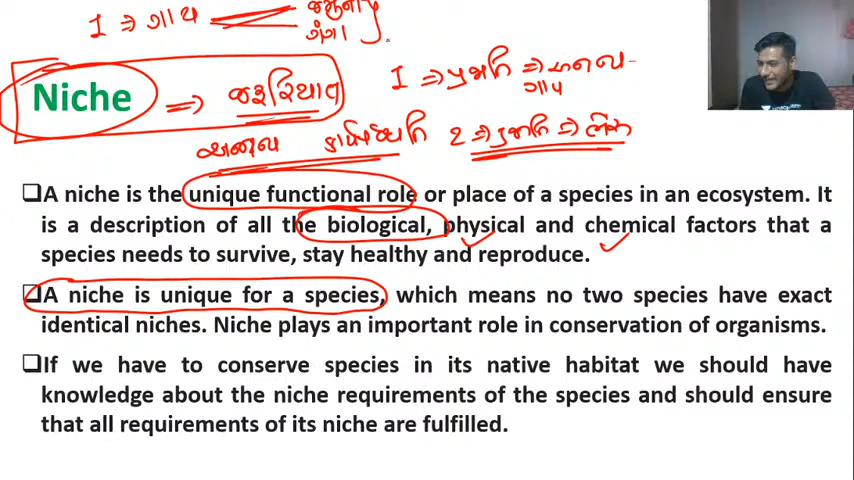 I ⇒ ગાય
ગંગા
Niche ⇒ જરૂરિયાત
I ⇒ પ્રજાતિ ⇒
ગાય
2 ⇒ પ્રજાતિ ⇒
❑A niche is the unique functional role or place of a species in an ecosystem. It
is a description of all the biological, physical and chemical factors that a
species needs to survive, stay healthy and reproduce.
❑A niche is unique for a species, which means no two species have exact
identical niches. Niche plays an important role in conservation of organisms.
❑If we have to conserve species in its native habitat we should have
knowledge about the niche requirements of the species and should ensure
that all requirements of its niche are fulfilled.